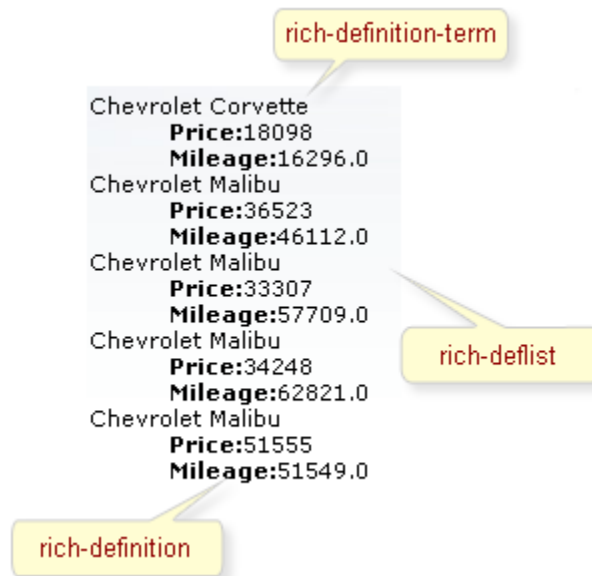 rich-definition-term
Chevrolet Corvette
Price:18098
Mileage:16296.0
Chevrolet Malibu
Price:36523
Mileage:46112.0
Chevrolet Malibu
Price:33307
Mileage:57709.0
Chevrolet Malibu
Price:34248
Mileage:62821.0
rich-deflist
Chevrolet Malibu
Price:51555
Mileage:51549.0
rich-definition